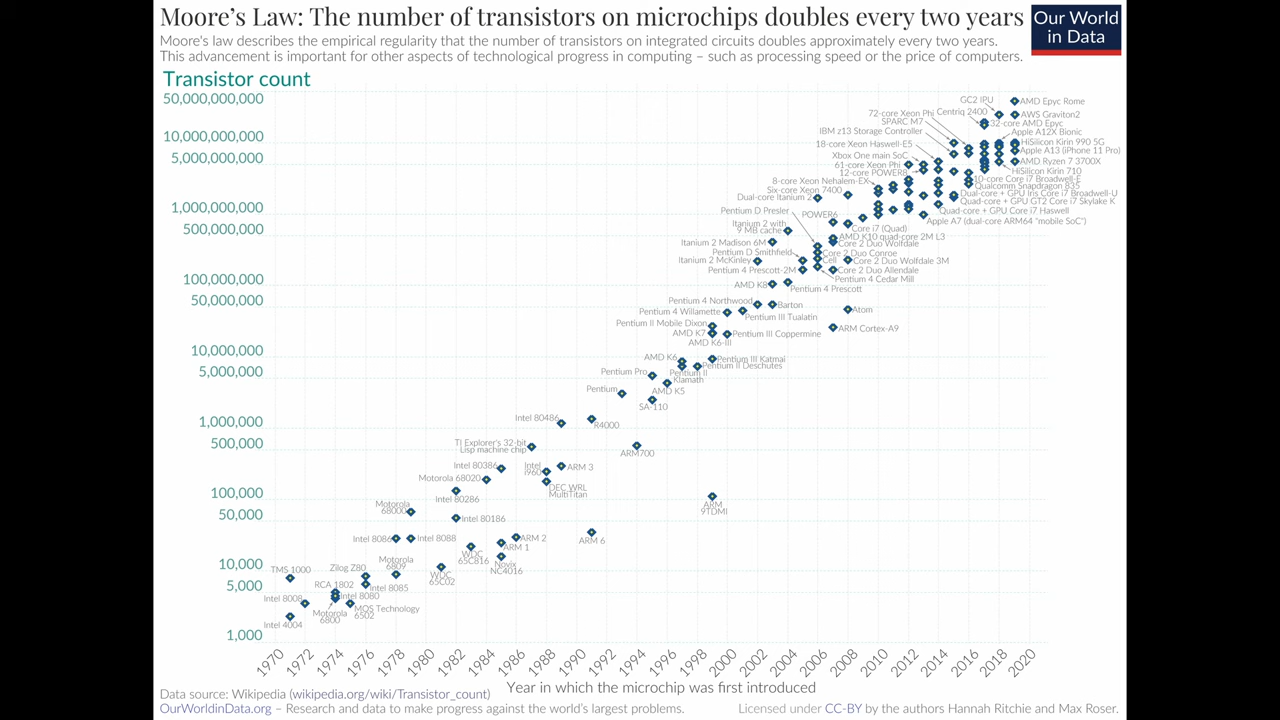 Moore's Law: The number of transistors on microchips doubles every two years
Our World
in Data
Moore's law describes the empirical regularity that the number of transistors on integrated circuits doubles approximately every two years.
This advancement is important for other aspects of technological progress in computing – such as processing speed or the price of computers.
Transistor count
50,000,000,000
10,000,000,000
5,000,000,000
1,000,000,000
500,000,000
100,000,000
50,000,000
10,000,000
5,000,000
1,000,000
500,000
100,000
50,000
10,000
5,000
1,000
GC2 IPU
AMD Epyc Rome
72-core Xeon Phi
Centriq 2400
AWS Graviton2
SPARC M7
32-core AMD Epyc
IBM z13 Storage Controller
Apple A12X Bionic
18-core Xeon Haswell-E5
HiSilicon Kirin 990 5G
Apple A13 (iPhone 11 Pro)
Xbox One main SoC
61-core Xeon Phi
AMD Ryzen 7 3700X
12-core POWER8
HiSilicon Kirin 710
8-core Xeon Nehalem-EX
10-core Core i7 Broadwell-E
Six-core Xeon 7400
Qualcomm Snapdragon 835
Dual-core Itanium 2
Dual-core + GPU Iris Core i7 Broadwell-U
Quad-core + GPU GT2 Core i7 Skylake K
Pentium D Presler
POWER6
Quad-core + GPU Core i7 Haswell
Apple A7 (dual-core ARM64 "mobile SoC")
Itanium 2 with
9 MB cache
Core i7 (Quad)
AMD K10 quad-core 2M L3
Itanium 2 Madison 6M
Core 2 Duo Wolfdale
Pentium D Smithfield
Core 2 Duo Conroe
Itanium 2 McKinley
Cell
Core 2 Duo Wolfdale 3M
Pentium 4 Prescott-2M
Core 2 Duo Allendale
Pentium 4 Cedar Mill
AMD K8
Pentium 4 Prescott
Pentium 4 Northwood
Barton
Pentium 4 Willamette
Pentium III Tualatin
Atom
Pentium II Mobile Dixon
ARM Cortex-A9
AMD K7
Pentium III Coppermine
AMD K6-III
AMD K6
Pentium III Katmai
Pentium II Deschutes
Pentium Pro
Pentium II
Klamath
Pentium
AMD K5
SA-110
Intel 80486
R4000
TI Explorer's 32-bit
Lisp machine chip
ARM700
Intel 80386
Intel
i960
ARM 3
Motorola 68020
DEC WRL
MultiTitan
Intel 80286
ARM
9TDMI
Motorola
68000
Intel 80186
Intel 8086
Intel 8088
ARM 2
ARM 6
ARM 1
WDC
65C816
Novix
NC4016
Motorola
6809
WDC
65C02
TMS 1000
Zilog Z80
RCA 1802
Intel 8085
Intel 8008
Intel 8080
Motorola
6800
MOS Technology
6502
Intel 4004
1970 1972 1974 1976 1978 1980 1982 1984 1986 1988 1990 1992 1994 1996 1998 2000 2002 2004 2006 2008 2010 2012 2014 2016 2018 2020
Year in which the microchip was first introduced
Data source: Wikipedia (wikipedia.org/wiki/Transistor_count)
OurWorldinData.org – Research and data to make progress against the world's largest problems.
Licensed under CC-BY by the authors Hannah Ritchie and Max Roser.